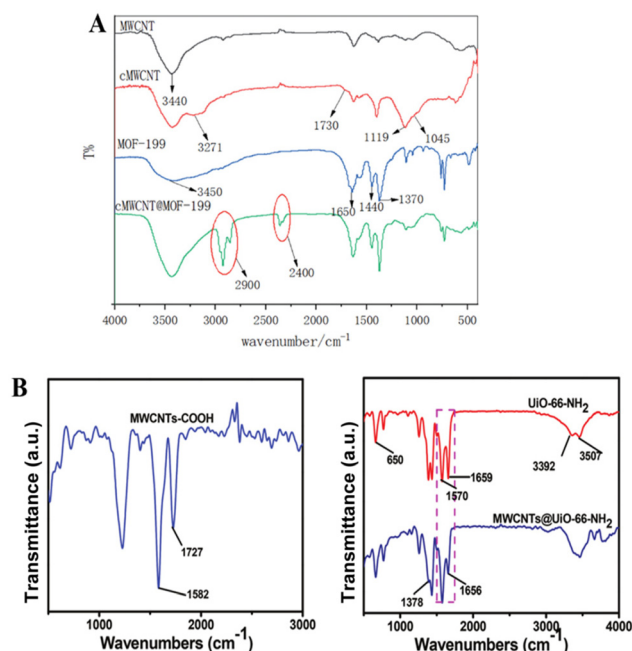 A
MWCNT
3440
cMWCNT
3271
1730
1119
1045
MOF-199
3450
1650
1440
1370
cMWCNT@MOF-199
2900
2400
T%
4000 3500 3000 2500 2000 1500 1000 500
wavenumber/cm⁻¹
B
MWCNTs-COOH
1727
1582
Transmittance (a.u.)
1000 2000 3000
Wavenumbers (cm⁻¹)
UiO-66-NH₂
650
1659
1570
3392
3507
MWCNTs@UiO-66-NH₂
1378
1656
Transmittance (a.u.)
1000 2000 3000 4000
Wavenumbers (cm⁻¹)